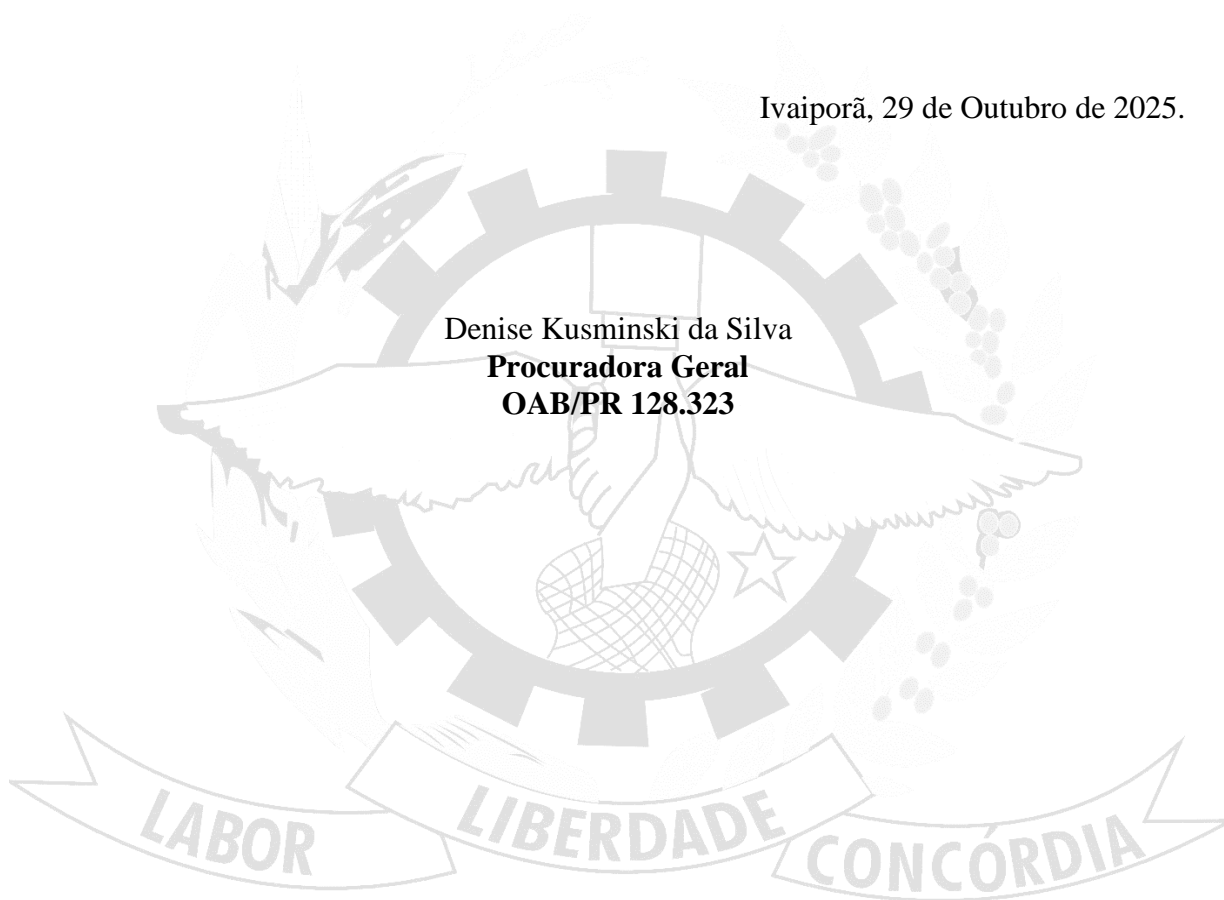 Ivaiporã, 29 de Outubro de 2025.
Denise Kusminski da Silva
Procuradora Geral
OAB/PR 128.323
LABOR
LIBERDADE
CONCÓRDIA